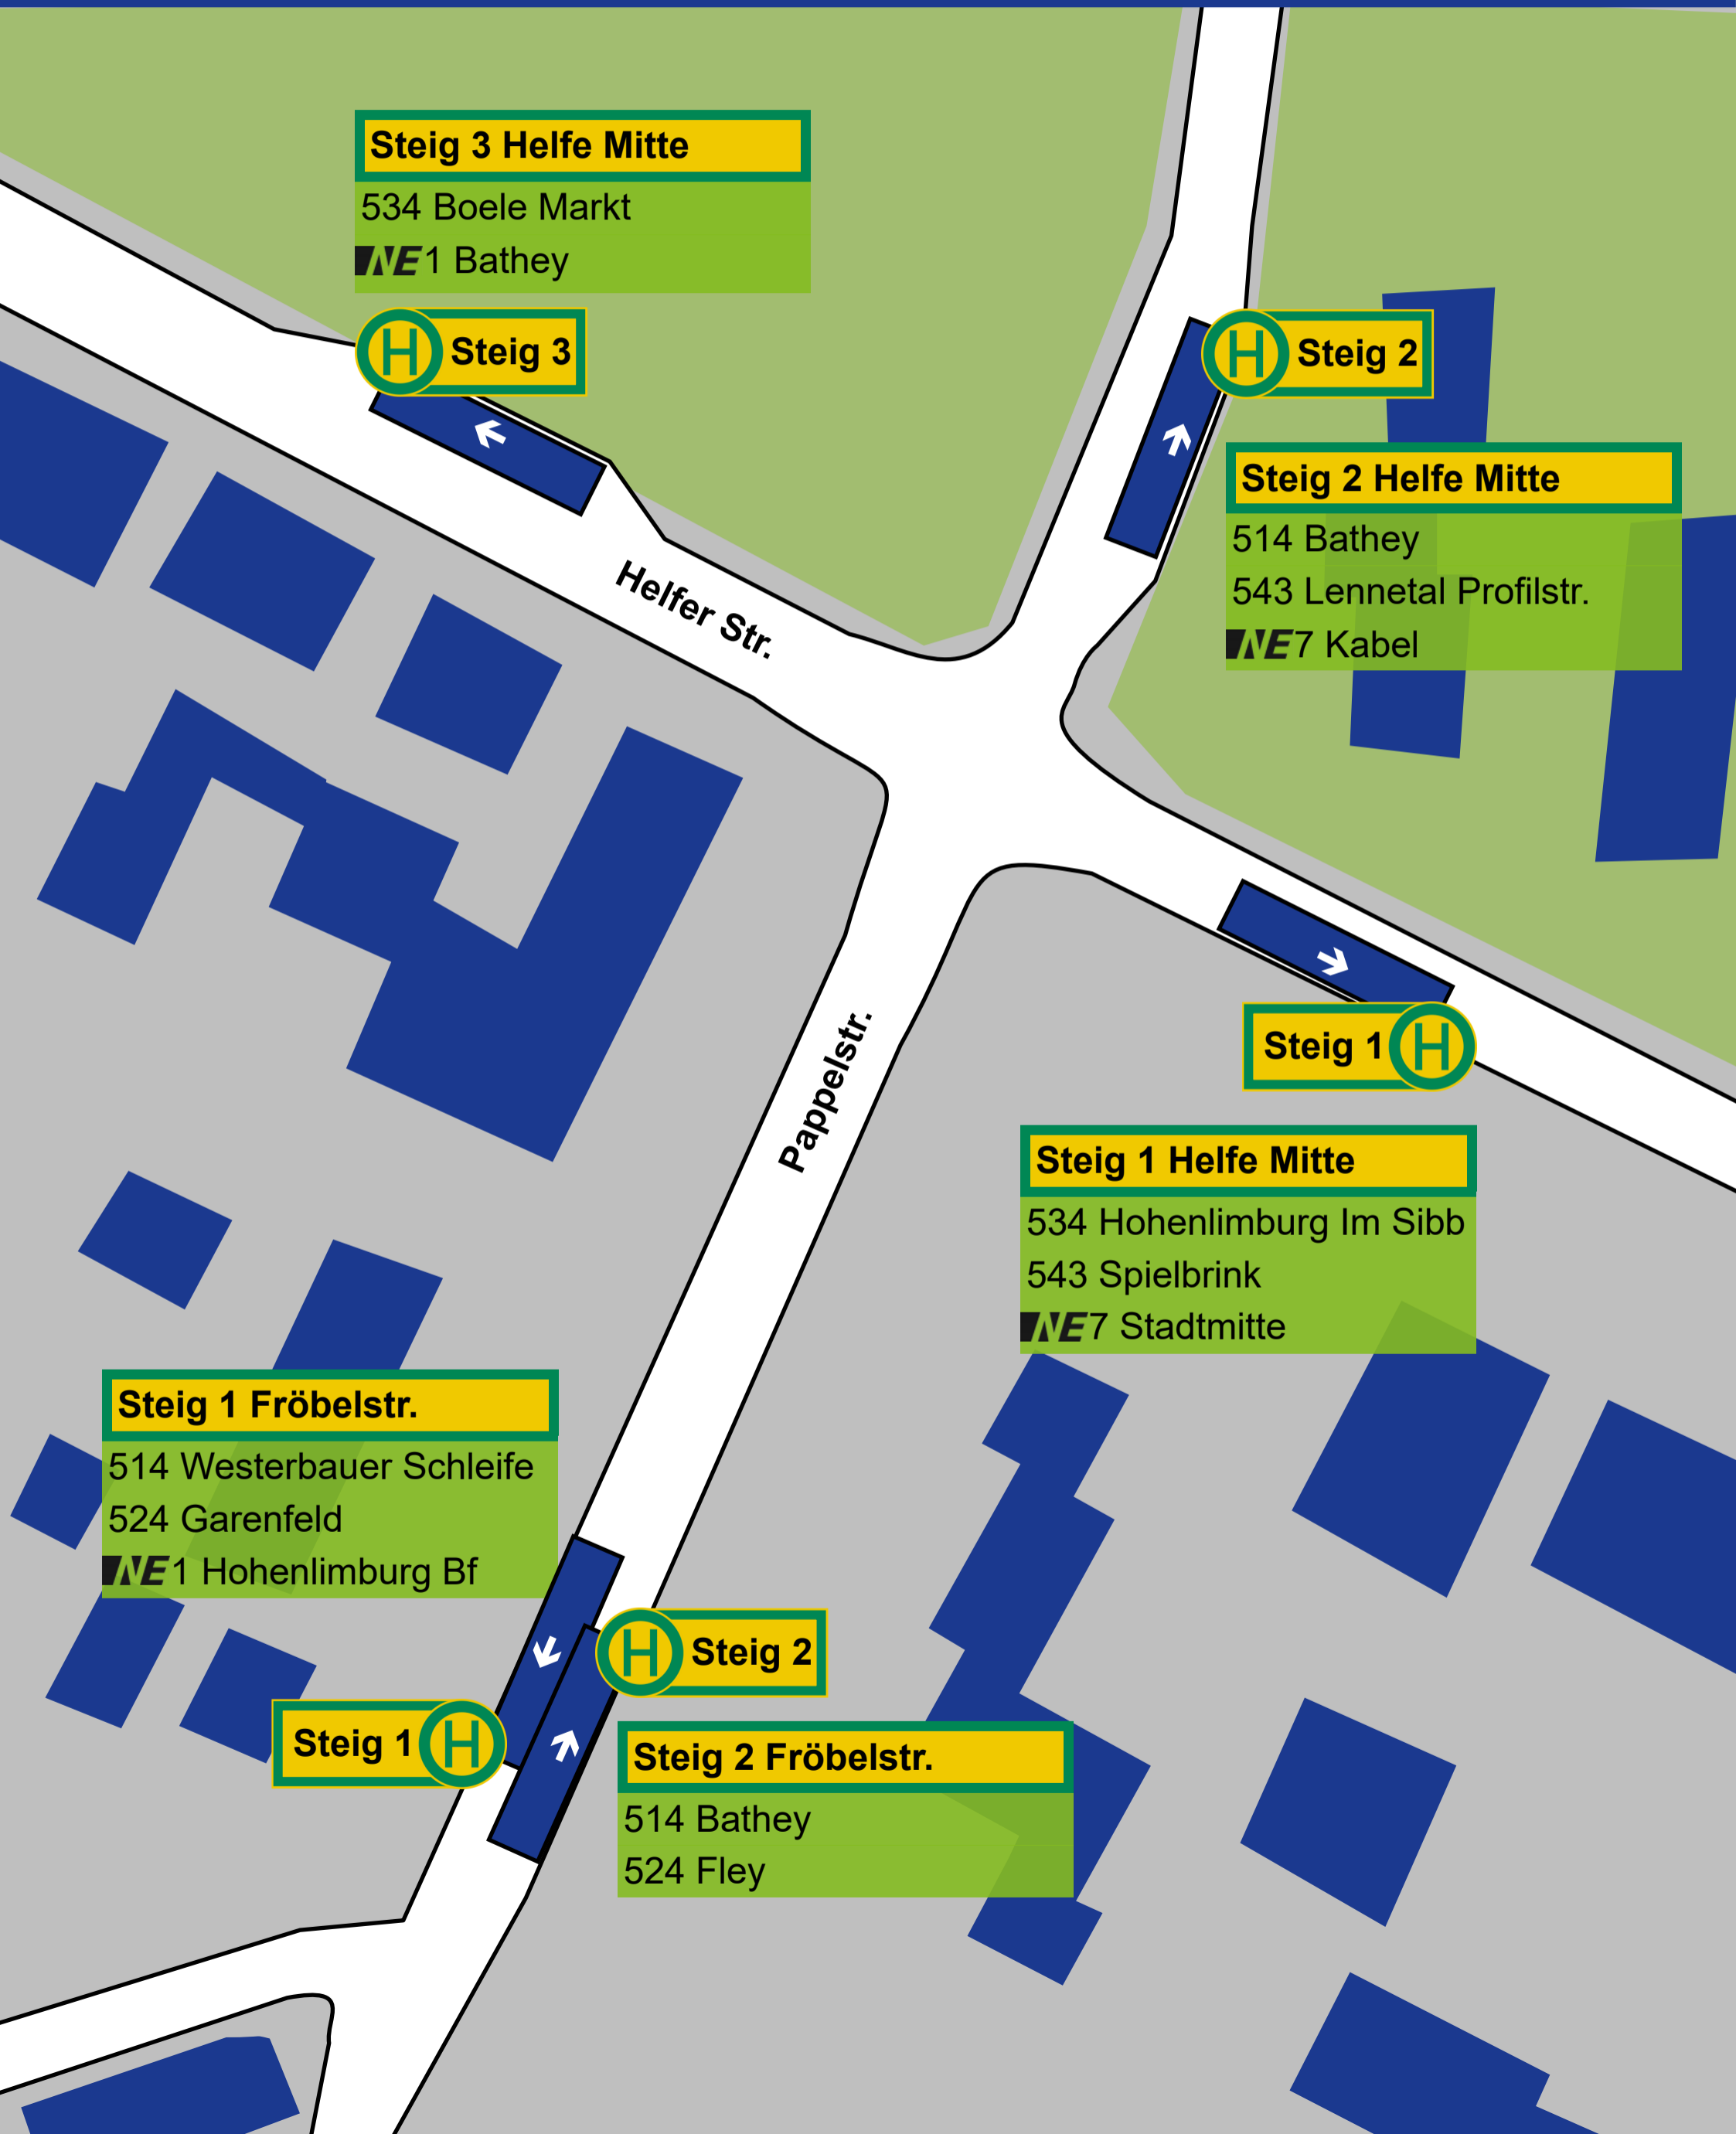 Steig 3 Helfe Mitte
534 Boele Markt
NE1 Bathey
H Steig 3
H Steig 2
Steig 2 Helfe Mitte
514 Bathey
543 Lennetal Profilstr.
NE7 Kabel
Helfer Str.
Steig 1 H
Pappelstr.
Steig 1 Helfe Mitte
534 Hohenlimburg Im Sibb
543 Spielbrink
NE7 Stadtmitte
Steig 1 Fröbelstr.
514 Westerbauer Schleife
524 Garenfeld
NE1 Hohenlimburg Bf
H Steig 2
Steig 1 H
Steig 2 Fröbelstr.
514 Bathey
524 Fley